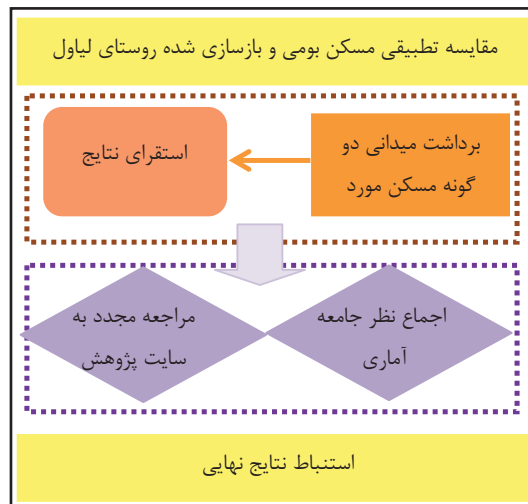 مقایسه تطبیقی مسکن بومی و بازسازی شده روستای لیاول
برداشت میدانی دو
گونه مسکن مورد
استقرای نتایج
اجماع نظر جامعه
آماری
مراجعه مجدد به
سایت پژوهش
استنباط نتایج نهایی